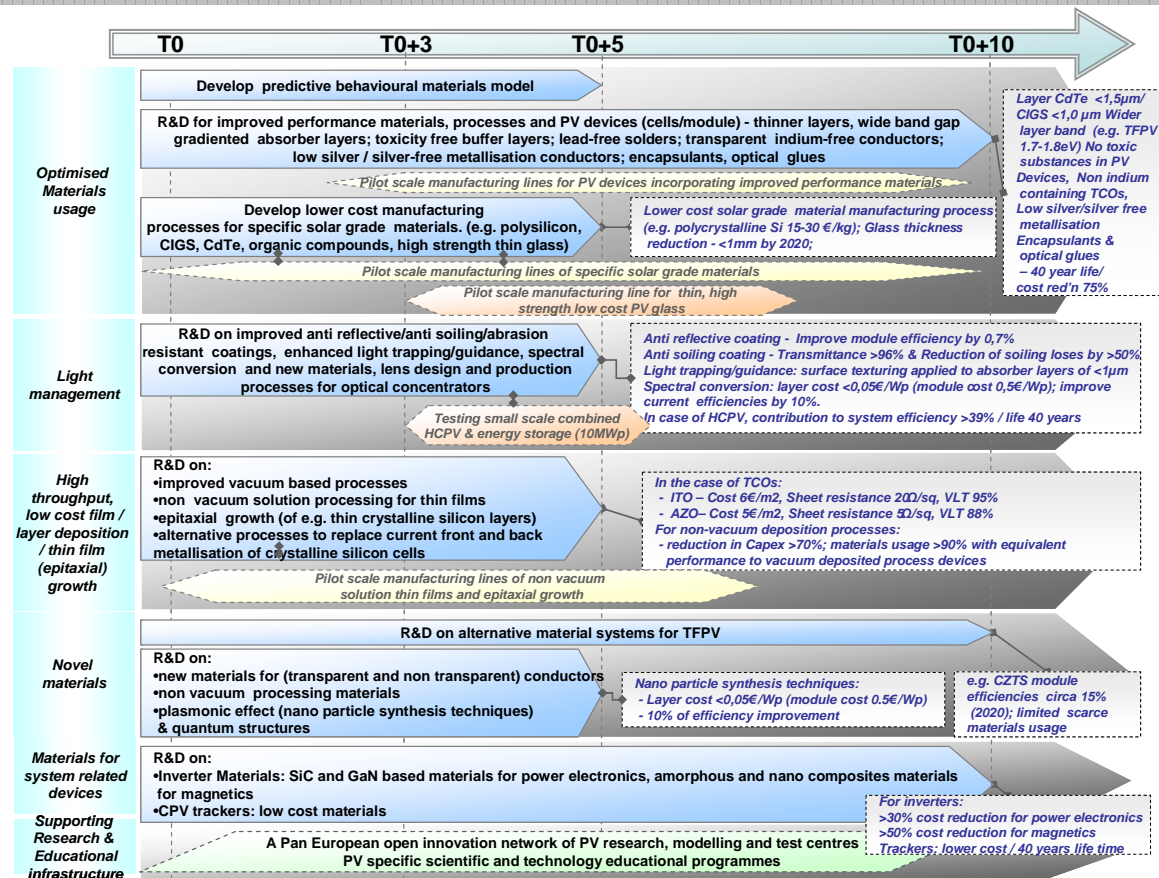 T0 T0+3 T0+5 T0+10
Optimised
Materials
usage
Develop predictive behavioural materials model
R&D for improved performance materials, processes and PV devices (cells/module) - thinner layers, wide band gap
gradiented absorber layers; toxicity free buffer layers; lead-free solders; transparent indium-free conductors;
low silver / silver-free metallisation conductors; encapsulants, optical glues
Pilot scale manufacturing lines for PV devices incorporating improved performance materials
Develop lower cost manufacturing
processes for specific solar grade materials. (e.g. polysilicon,
CIGS, CdTe, organic compounds, high strength thin glass)
Lower cost solar grade material manufacturing process
(e.g. polycrystalline Si 15-30 €/kg); Glass thickness
reduction - <1mm by 2020;
Pilot scale manufacturing lines of specific solar grade materials
Pilot scale manufacturing line for thin, high
strength low cost PV glass
Layer CdTe <1,5µm/
CIGS <1,0 µm Wider
layer band (e.g. TFPV
1.7-1.8eV) No toxic
substances in PV
Devices, Non indium
containing TCOs,
Low silver/silver free
metallisation
Encapsulants &
optical glues
– 40 year life/
cost red'n 75%
Light
management
R&D on improved anti reflective/anti soiling/abrasion
resistant coatings, enhanced light trapping/guidance, spectral
conversion and new materials, lens design and production
processes for optical concentrators
Testing small scale combined
HCPV & energy storage (10MWp)
Anti reflective coating - Improve module efficiency by 0,7%
Anti soiling coating - Transmittance >96% & Reduction of soiling loses by >50%
Light trapping/guidance: surface texturing applied to absorber layers of <1µm
Spectral conversion: layer cost <0,05€/Wp (module cost 0,5€/Wp); improve
current efficiencies by 10%.
In case of HCPV, contribution to system efficiency >39% / life 40 years
High
throughput,
low cost film /
layer deposition
/ thin film
(epitaxial)
growth
R&D on:
•improved vacuum based processes
•non vacuum solution processing for thin films
•epitaxial growth (of e.g. thin crystalline silicon layers)
•alternative processes to replace current front and back
metallisation of crystalline silicon cells
Pilot scale manufacturing lines of non vacuum
solution thin films and epitaxial growth
In the case of TCOs:
- ITO – Cost 6€/m2, Sheet resistance 20Ω/sq, VLT 95%
- AZO– Cost 5€/m2, Sheet resistance 5Ω/sq, VLT 88%
For non-vacuum deposition processes:
- reduction in Capex >70%; materials usage >90% with equivalent
performance to vacuum deposited process devices
Novel
materials
R&D on alternative material systems for TFPV
R&D on:
•new materials for (transparent and non transparent) conductors
•non vacuum processing materials
•plasmonic effect (nano particle synthesis techniques)
& quantum structures
Nano particle synthesis techniques:
- Layer cost <0,05€/Wp (module cost 0.5€/Wp)
- 10% of efficiency improvement
e.g. CZTS module
efficiencies circa 15%
(2020); limited scarce
materials usage
Materials for
system related
devices
R&D on:
•Inverter Materials: SiC and GaN based materials for power electronics, amorphous and nano composites materials
for magnetics
•CPV trackers: low cost materials
For inverters:
>30% cost reduction for power electronics
>50% cost reduction for magnetics
Trackers: lower cost / 40 years life time
Supporting
Research &
Educational
infrastructure
A Pan European open innovation network of PV research, modelling and test centres
PV specific scientific and technology educational programmes